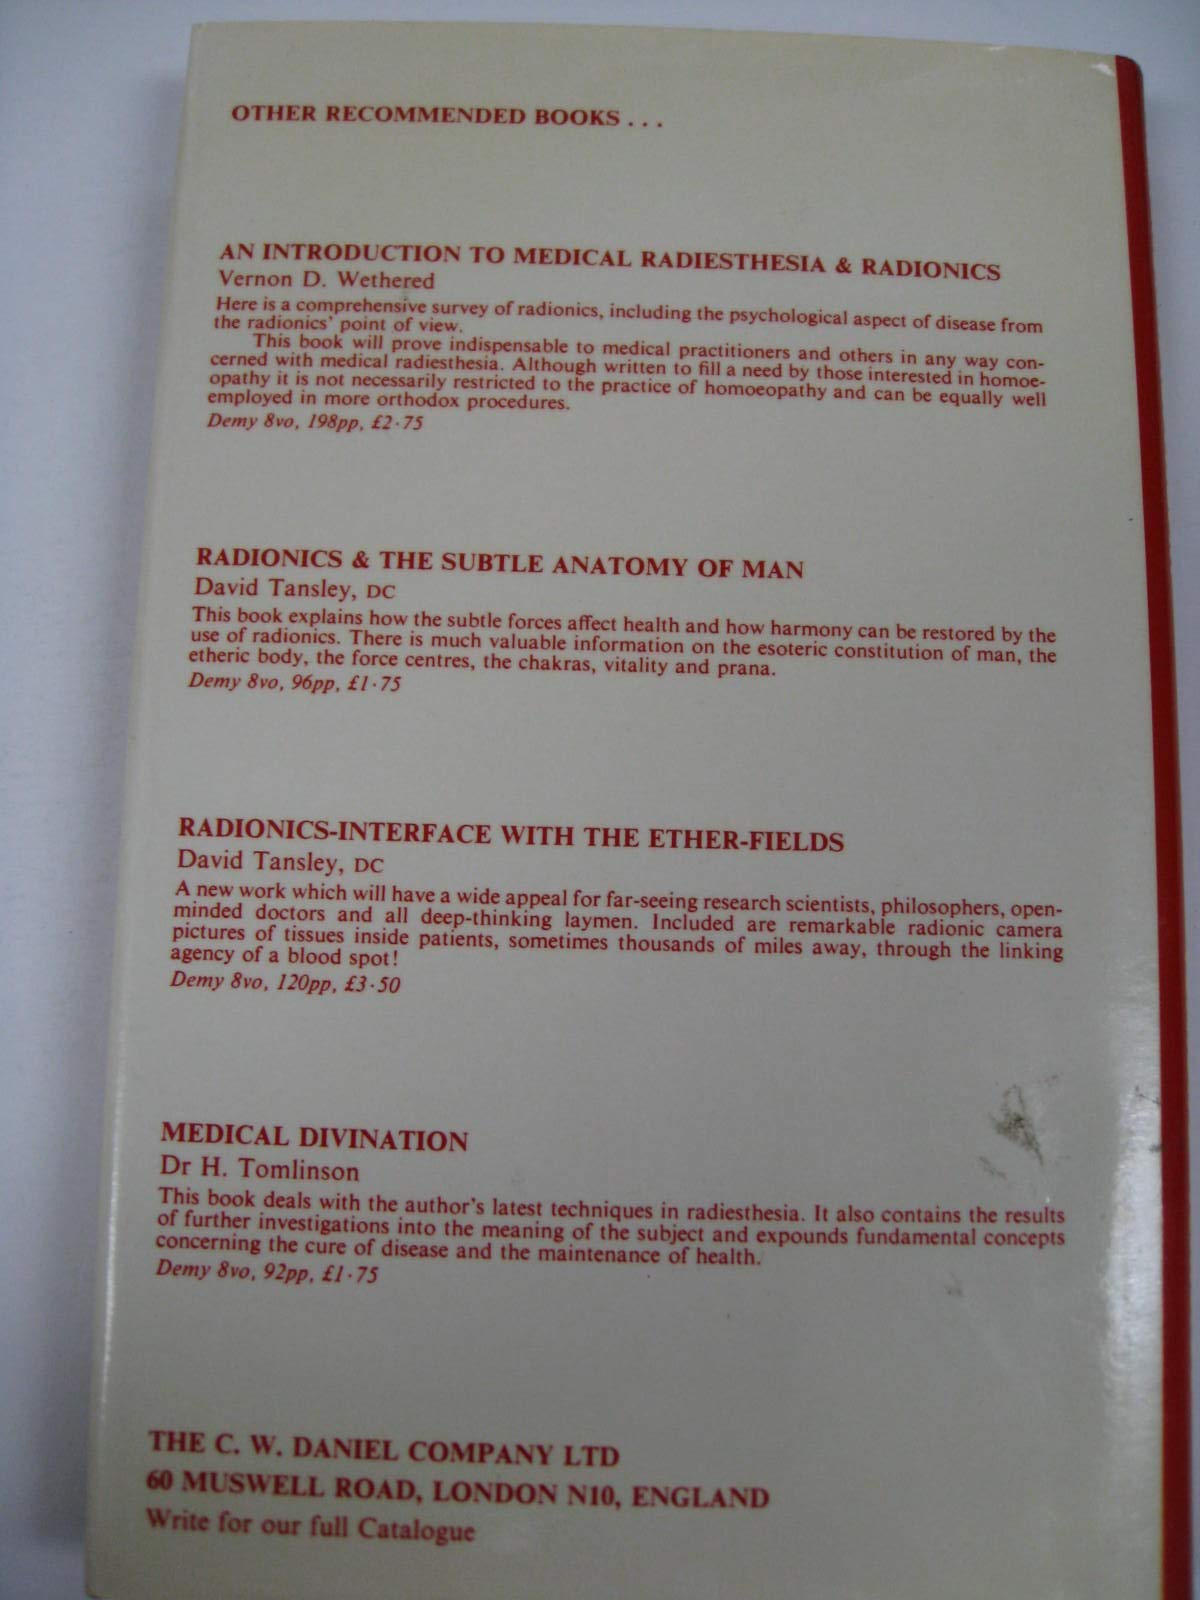 OTHER RECOMMENDED BOOKS . . .
AN INTRODUCTION TO MEDICAL RADIESTHESIA & RADIONICS
Vernon D. Wethered
Here is a comprehensive survey of radionics, including the psychological aspect of disease from
the radionics' point of view.
This book will prove indispensable to medical practitioners and others in any way con-
cerned with medical radiesthesia. Although written to fill a need by those interested in homoe-
opathy it is not necessarily restricted to the practice of homoeopathy and can be equally well
employed in more orthodox procedures.
Demy 8vo, 198pp, £2·75
RADIONICS & THE SUBTLE ANATOMY OF MAN
David Tansley, DC
This book explains how the subtle forces affect health and how harmony can be restored by the
use of radionics. There is much valuable information on the esoteric constitution of man, the
etheric body, the force centres, the chakras, vitality and prana.
Demy 8vo, 96pp, £1·75
RADIONICS-INTERFACE WITH THE ETHER-FIELDS
David Tansley, DC
A new work which will have a wide appeal for far-seeing research scientists, philosophers, open-
minded doctors and all deep-thinking laymen. Included are remarkable radionic camera
pictures of tissues inside patients, sometimes thousands of miles away, through the linking
agency of a blood spot!
Demy 8vo, 120pp, £3·50
MEDICAL DIVINATION
Dr H. Tomlinson
This book deals with the author's latest techniques in radiesthesia. It also contains the results
of further investigations into the meaning of the subject and expounds fundamental concepts
concerning the cure of disease and the maintenance of health.
Demy 8vo, 92pp, £1·75
THE C. W. DANIEL COMPANY LTD
60 MUSWELL ROAD, LONDON N10, ENGLAND
Write for our full Catalogue